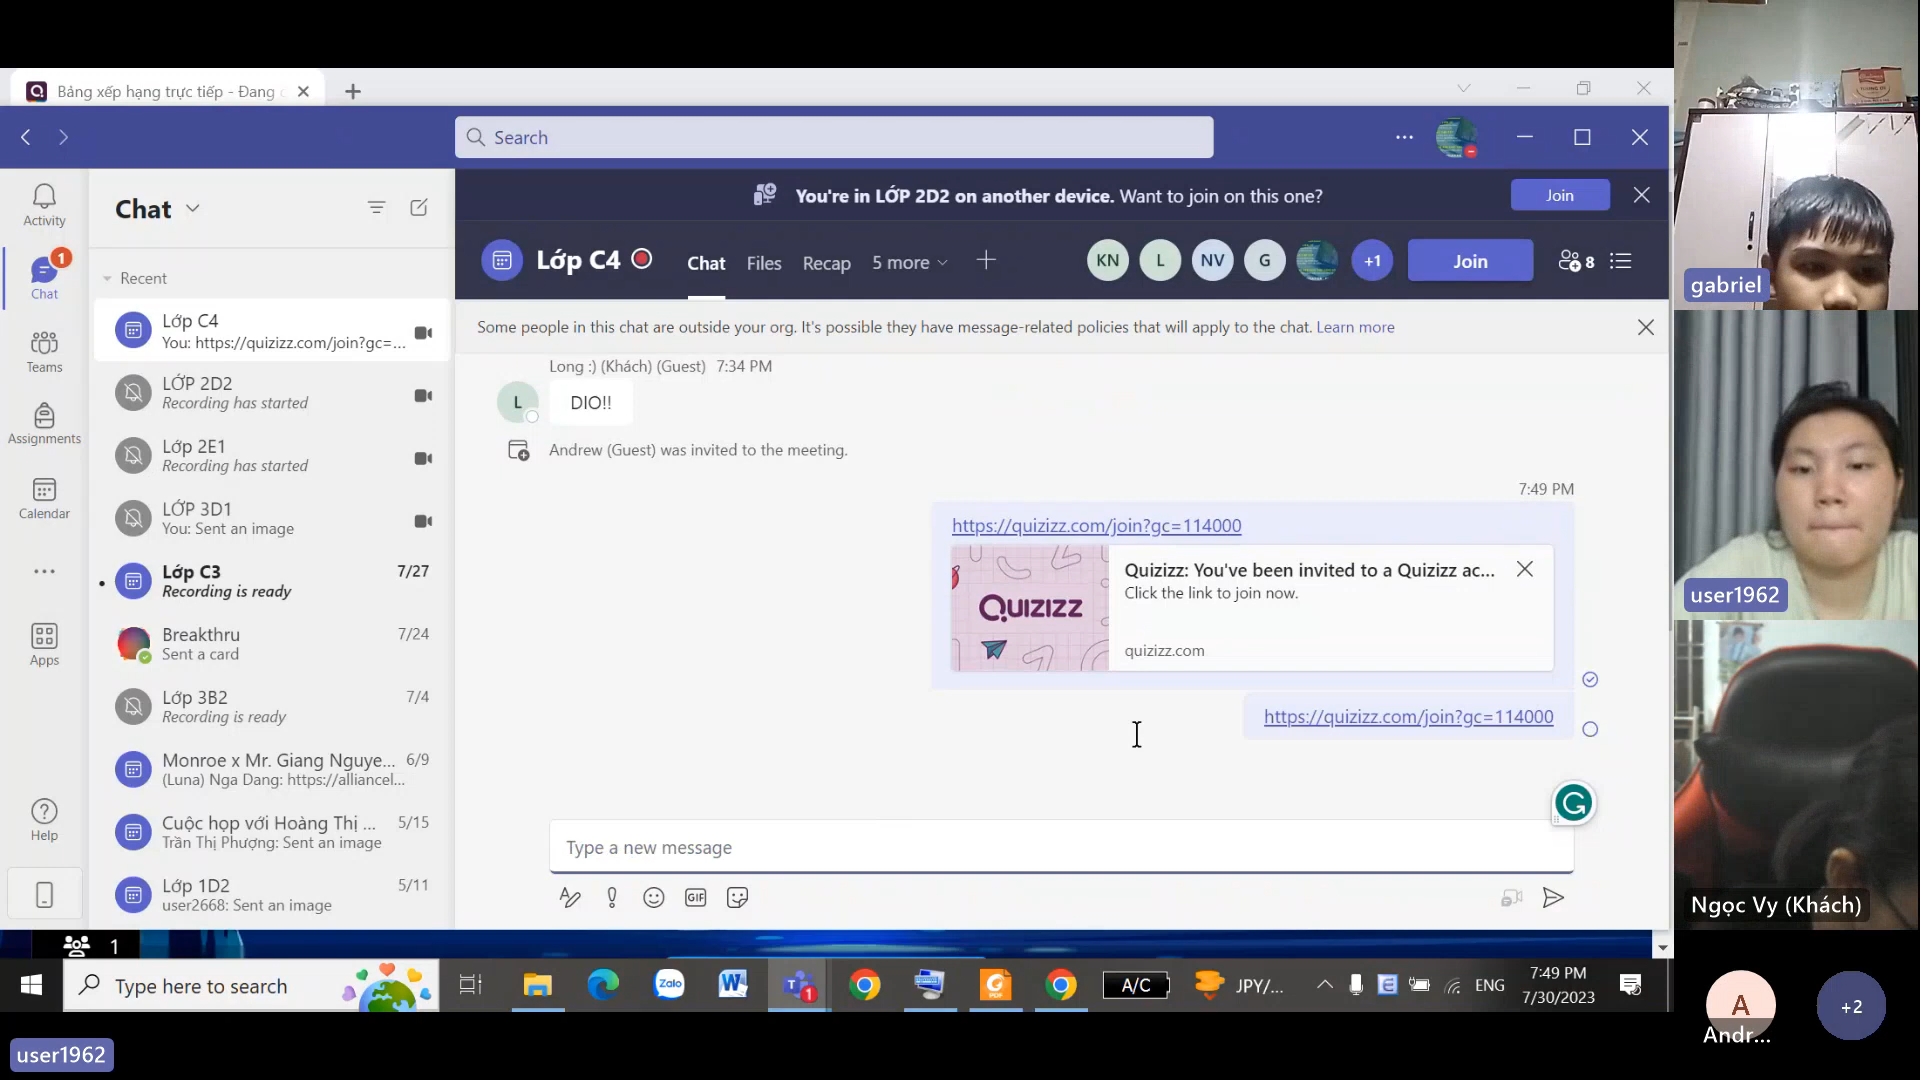 Bảng xếp hạng trực tiếp - Đang
Search
You're in LỚP 2D2 on another device. Want to join on this one?
Join
Activity
Chat
1
Chat
Teams
Assignments
Calendar
Apps
Help
Recent
Lớp C4
You: https://quizizz.com/join?gc=...
LỚP 2D2
Recording has started
Lớp 2E1
Recording has started
LỚP 3D1
You: Sent an image
Lớp C3
7/27
Recording is ready
Breakthru
7/24
Sent a card
Lớp 3B2
7/4
Recording is ready
Monroe x Mr. Giang Nguye...
6/9
(Luna) Nga Dang: https://alliancel...
Cuộc họp với Hoàng Thị ...
5/15
Trần Thị Phượng: Sent an image
Lớp 1D2
5/11
user2668: Sent an image
Lớp C4
Chat
Files
Recap
5 more
KN
L
NV
G
+1
Join
8
Some people in this chat are outside your org. It's possible they have message-related policies that will apply to the chat. Learn more
Long :) (Khách) (Guest) 7:34 PM
L
DIO!!
Andrew (Guest) was invited to the meeting.
7:49 PM
https://quizizz.com/join?gc=114000
QUIZIZZ
Quizizz: You've been invited to a Quizizz ac...
Click the link to join now.
quizizz.com
https://quizizz.com/join?gc=114000
Type a new message
GIF
1
Type here to search
Zalo
W
1
PDF
A/C
JPY/...
ENG
7:49 PM
7/30/2023
gabriel
user1962
Ngọc Vy (Khách)
A
Andr...
+2
user1962